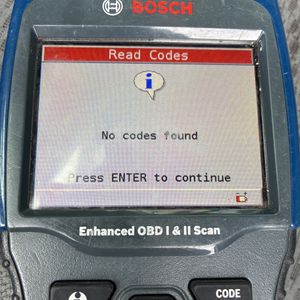 BOSCH
Read Codes
i
No codes found
Press ENTER to continue
Enhanced OBD I & II Scan
CODE